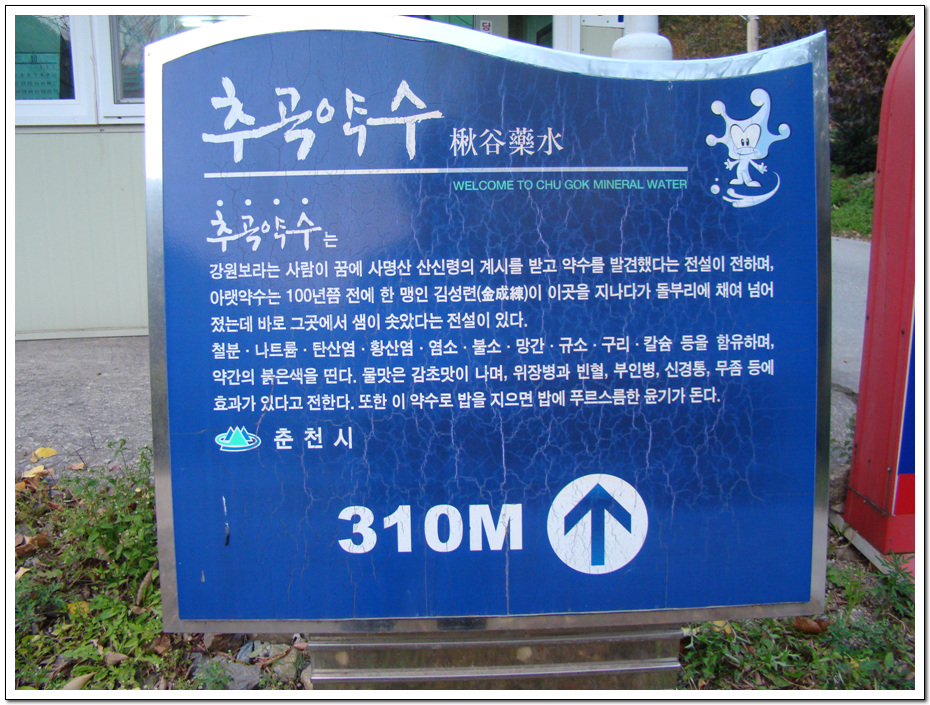 추곡약수 楸谷藥水
WELCOME TO CHU GOK MINERAL WATER
추곡약수는
강원보라는 사람이 꿈에 사명산 산신령의 계시를 받고 약수를 발견했다는 전설이 전하며,
아랫약수는 100년쯤 전에 한 맹인 김성련(金成練)이 이곳을 지나다가 돌부리에 채여 넘어
졌는데 바로 그곳에서 샘이 솟았다는 전설이 있다.
철분·나트륨·탄산염·황산염·염소·불소·망간·규소·구리·칼슘 등을 함유하며,
약간의 붉은색을 띤다. 물맛은 감초맛이 나며, 위장병과 빈혈, 부인병, 신경통, 무좀 등에
효과가 있다고 전한다. 또한 이 약수로 밥을 지으면 밥에 푸르스름한 윤기가 돈다.
춘천시
310M